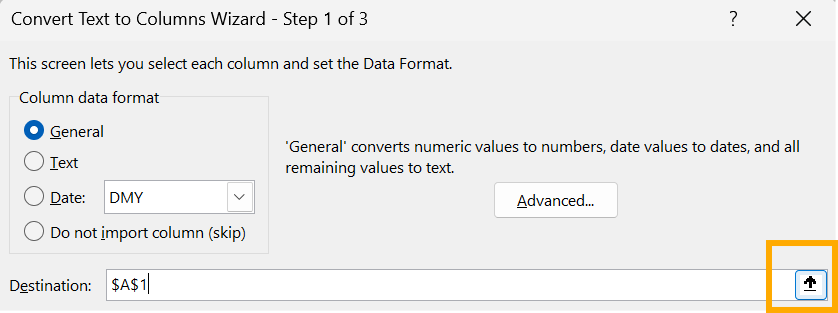 Convert Text to Columns Wizard - Step 1 of 3 ?
This screen lets you select each column and set the Data Format.
Column data format
General
Text
Date: DMY
Do not import column (skip)
'General' converts numeric values to numbers, date values to dates, and all
remaining values to text.
Advanced...
Destination: $A$1